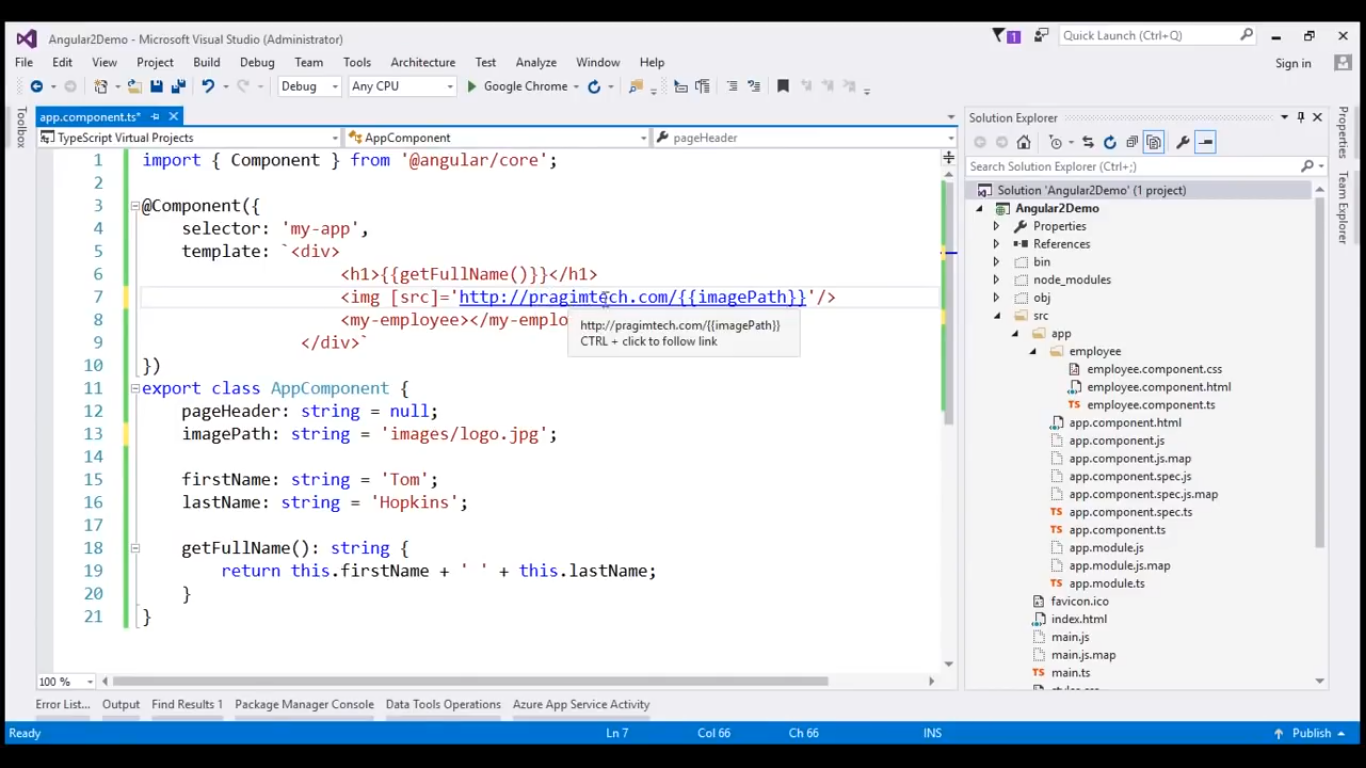 Angular2Demo - Microsoft Visual Studio (Administrator)
1
Quick Launch (Ctrl+Q)
File Edit View Project Build Debug Team Tools Architecture Test Analyze Window Help
Sign in
Debug Any CPU Google Chrome
Toolbox
app.component.ts*
TypeScript Virtual Projects AppComponent pageHeader
1 import { Component } from '@angular/core';
2
3 @Component({
4 selector: 'my-app',
5 template: `<div>
6 <h1>{{getFullName()}}</h1>
7 <img [src]='http://pragimtech.com/{{imagePath}}'/>
8 <my-employee></my-emplo
http://pragimtech.com/{{imagePath}}
CTRL + click to follow link
9 </div>`
10 })
11 export class AppComponent {
12 pageHeader: string = null;
13 imagePath: string = 'images/logo.jpg';
14
15 firstName: string = 'Tom';
16 lastName: string = 'Hopkins';
17
18 getFullName(): string {
19 return this.firstName + ' ' + this.lastName;
20 }
21 }
100 %
Solution Explorer
Search Solution Explorer (Ctrl+;)
Solution 'Angular2Demo' (1 project)
Angular2Demo
Properties
References
bin
node_modules
obj
src
app
employee
employee.component.css
employee.component.html
TS employee.component.ts
app.component.html
app.component.js
app.component.js.map
app.component.spec.js
app.component.spec.js.map
TS app.component.spec.ts
TS app.component.ts
app.module.js
app.module.js.map
TS app.module.ts
favicon.ico
index.html
main.js
main.js.map
TS main.ts
Properties
Team Explorer
Error List... Output Find Results 1 Package Manager Console Data Tools Operations Azure App Service Activity
Ready Ln 7 Col 66 Ch 66 INS Publish